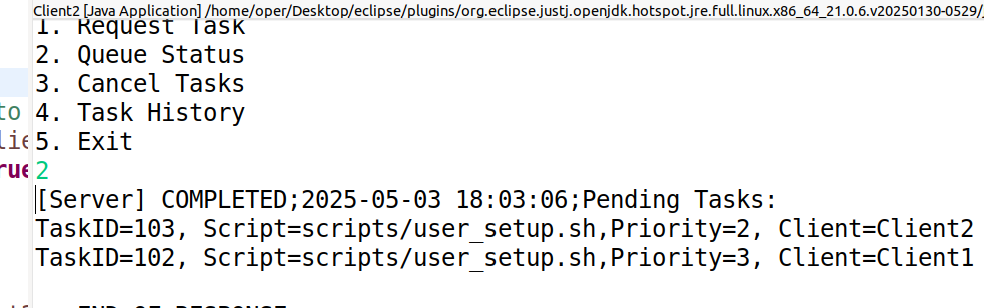 Client2 [Java Application] /home/oper/Desktop/eclipse/plugins/org.eclipse.justj.openjdk.hotspot.jre.full.linux.x86_64_21.0.6.v20250130-0529/
1. Request Task
2. Queue Status
3. Cancel Tasks
4. Task History
to
5. Exit
lie
2
rue
[Server] COMPLETED;2025-05-03 18:03:06;Pending Tasks:
TaskID=103, Script=scripts/user_setup.sh,Priority=2, Client=Client2
TaskID=102, Script=scripts/user_setup.sh,Priority=3, Client=Client1
END OF RESPONSE